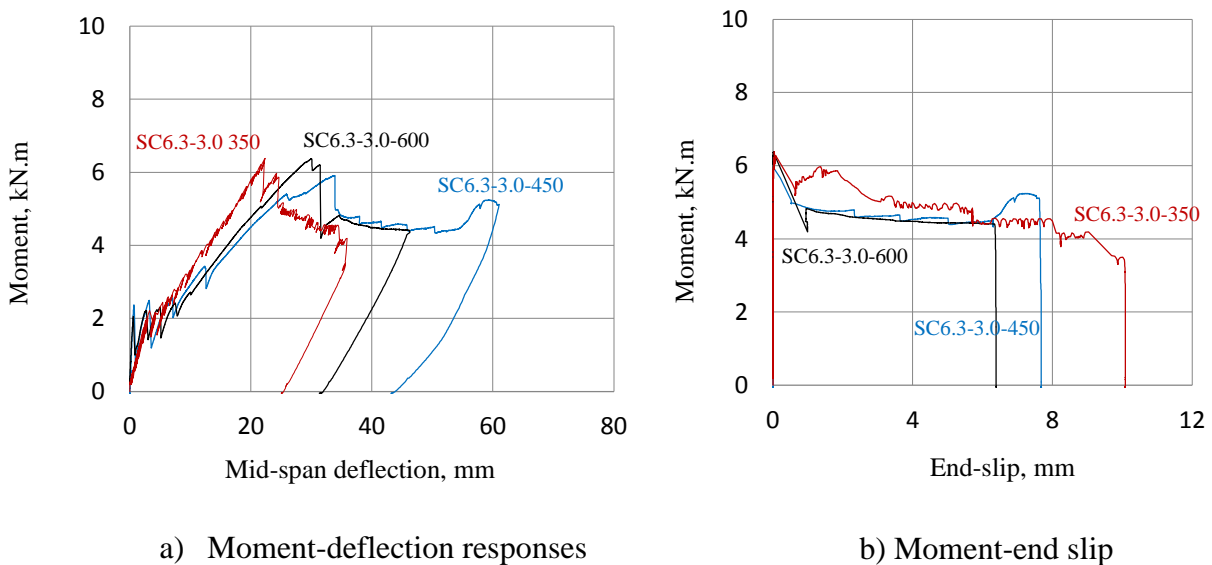 10
8
6
4
2
0
0 20 40 60 80
Moment, kN.m
Mid-span deflection, mm
SC6.3-3.0 350
SC6.3-3.0-600
SC6.3-3.0-450
a) Moment-deflection responses
10
8
6
4
2
0
0 4 8 12
Moment, kN.m
End-slip, mm
SC6.3-3.0-350
SC6.3-3.0-600
SC6.3-3.0-450
b) Moment-end slip